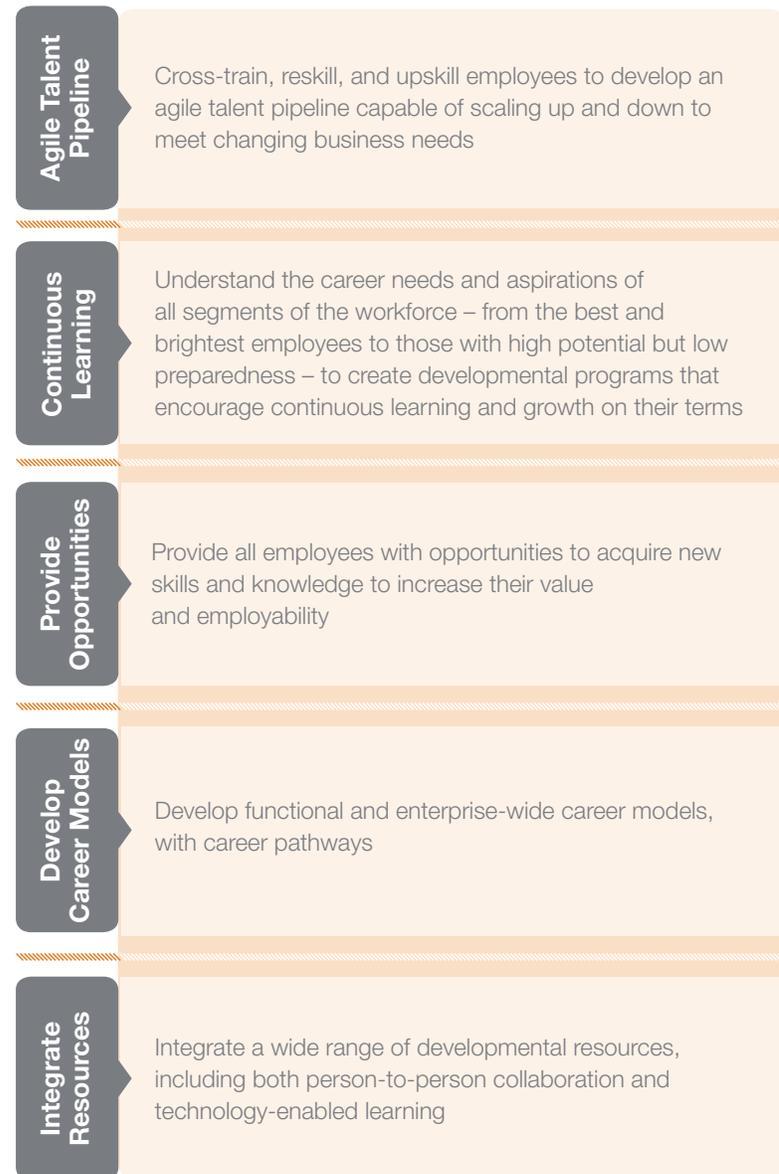 Agile Talent
Pipeline
Cross-train, reskill, and upskill employees to develop an
agile talent pipeline capable of scaling up and down to
meet changing business needs
Continuous
Learning
Understand the career needs and aspirations of
all segments of the workforce – from the best and
brightest employees to those with high potential but low
preparedness – to create developmental programs that
encourage continuous learning and growth on their terms
Provide
Opportunities
Provide all employees with opportunities to acquire new
skills and knowledge to increase their value
and employability
Develop
Career Models
Develop functional and enterprise-wide career models,
with career pathways
Integrate
Resources
Integrate a wide range of developmental resources,
including both person-to-person collaboration and
technology-enabled learning